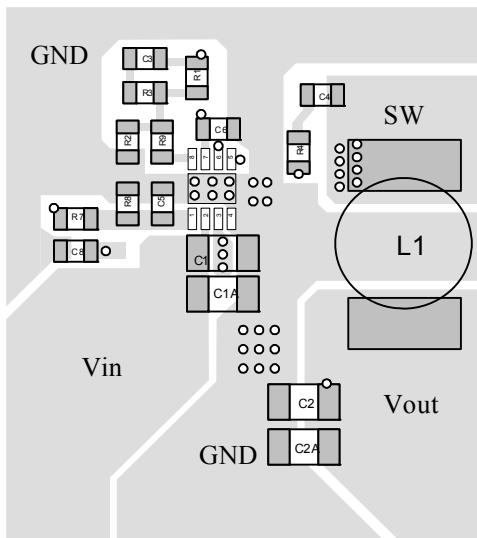 GND
C3
R1
R3
C4
SW
C6
R2
R9
R4
8 7 6 5
R8
C5
R7
1 2 3 4
C8
C1
L1
C1A
Vin
C2
Vout
GND
C2A